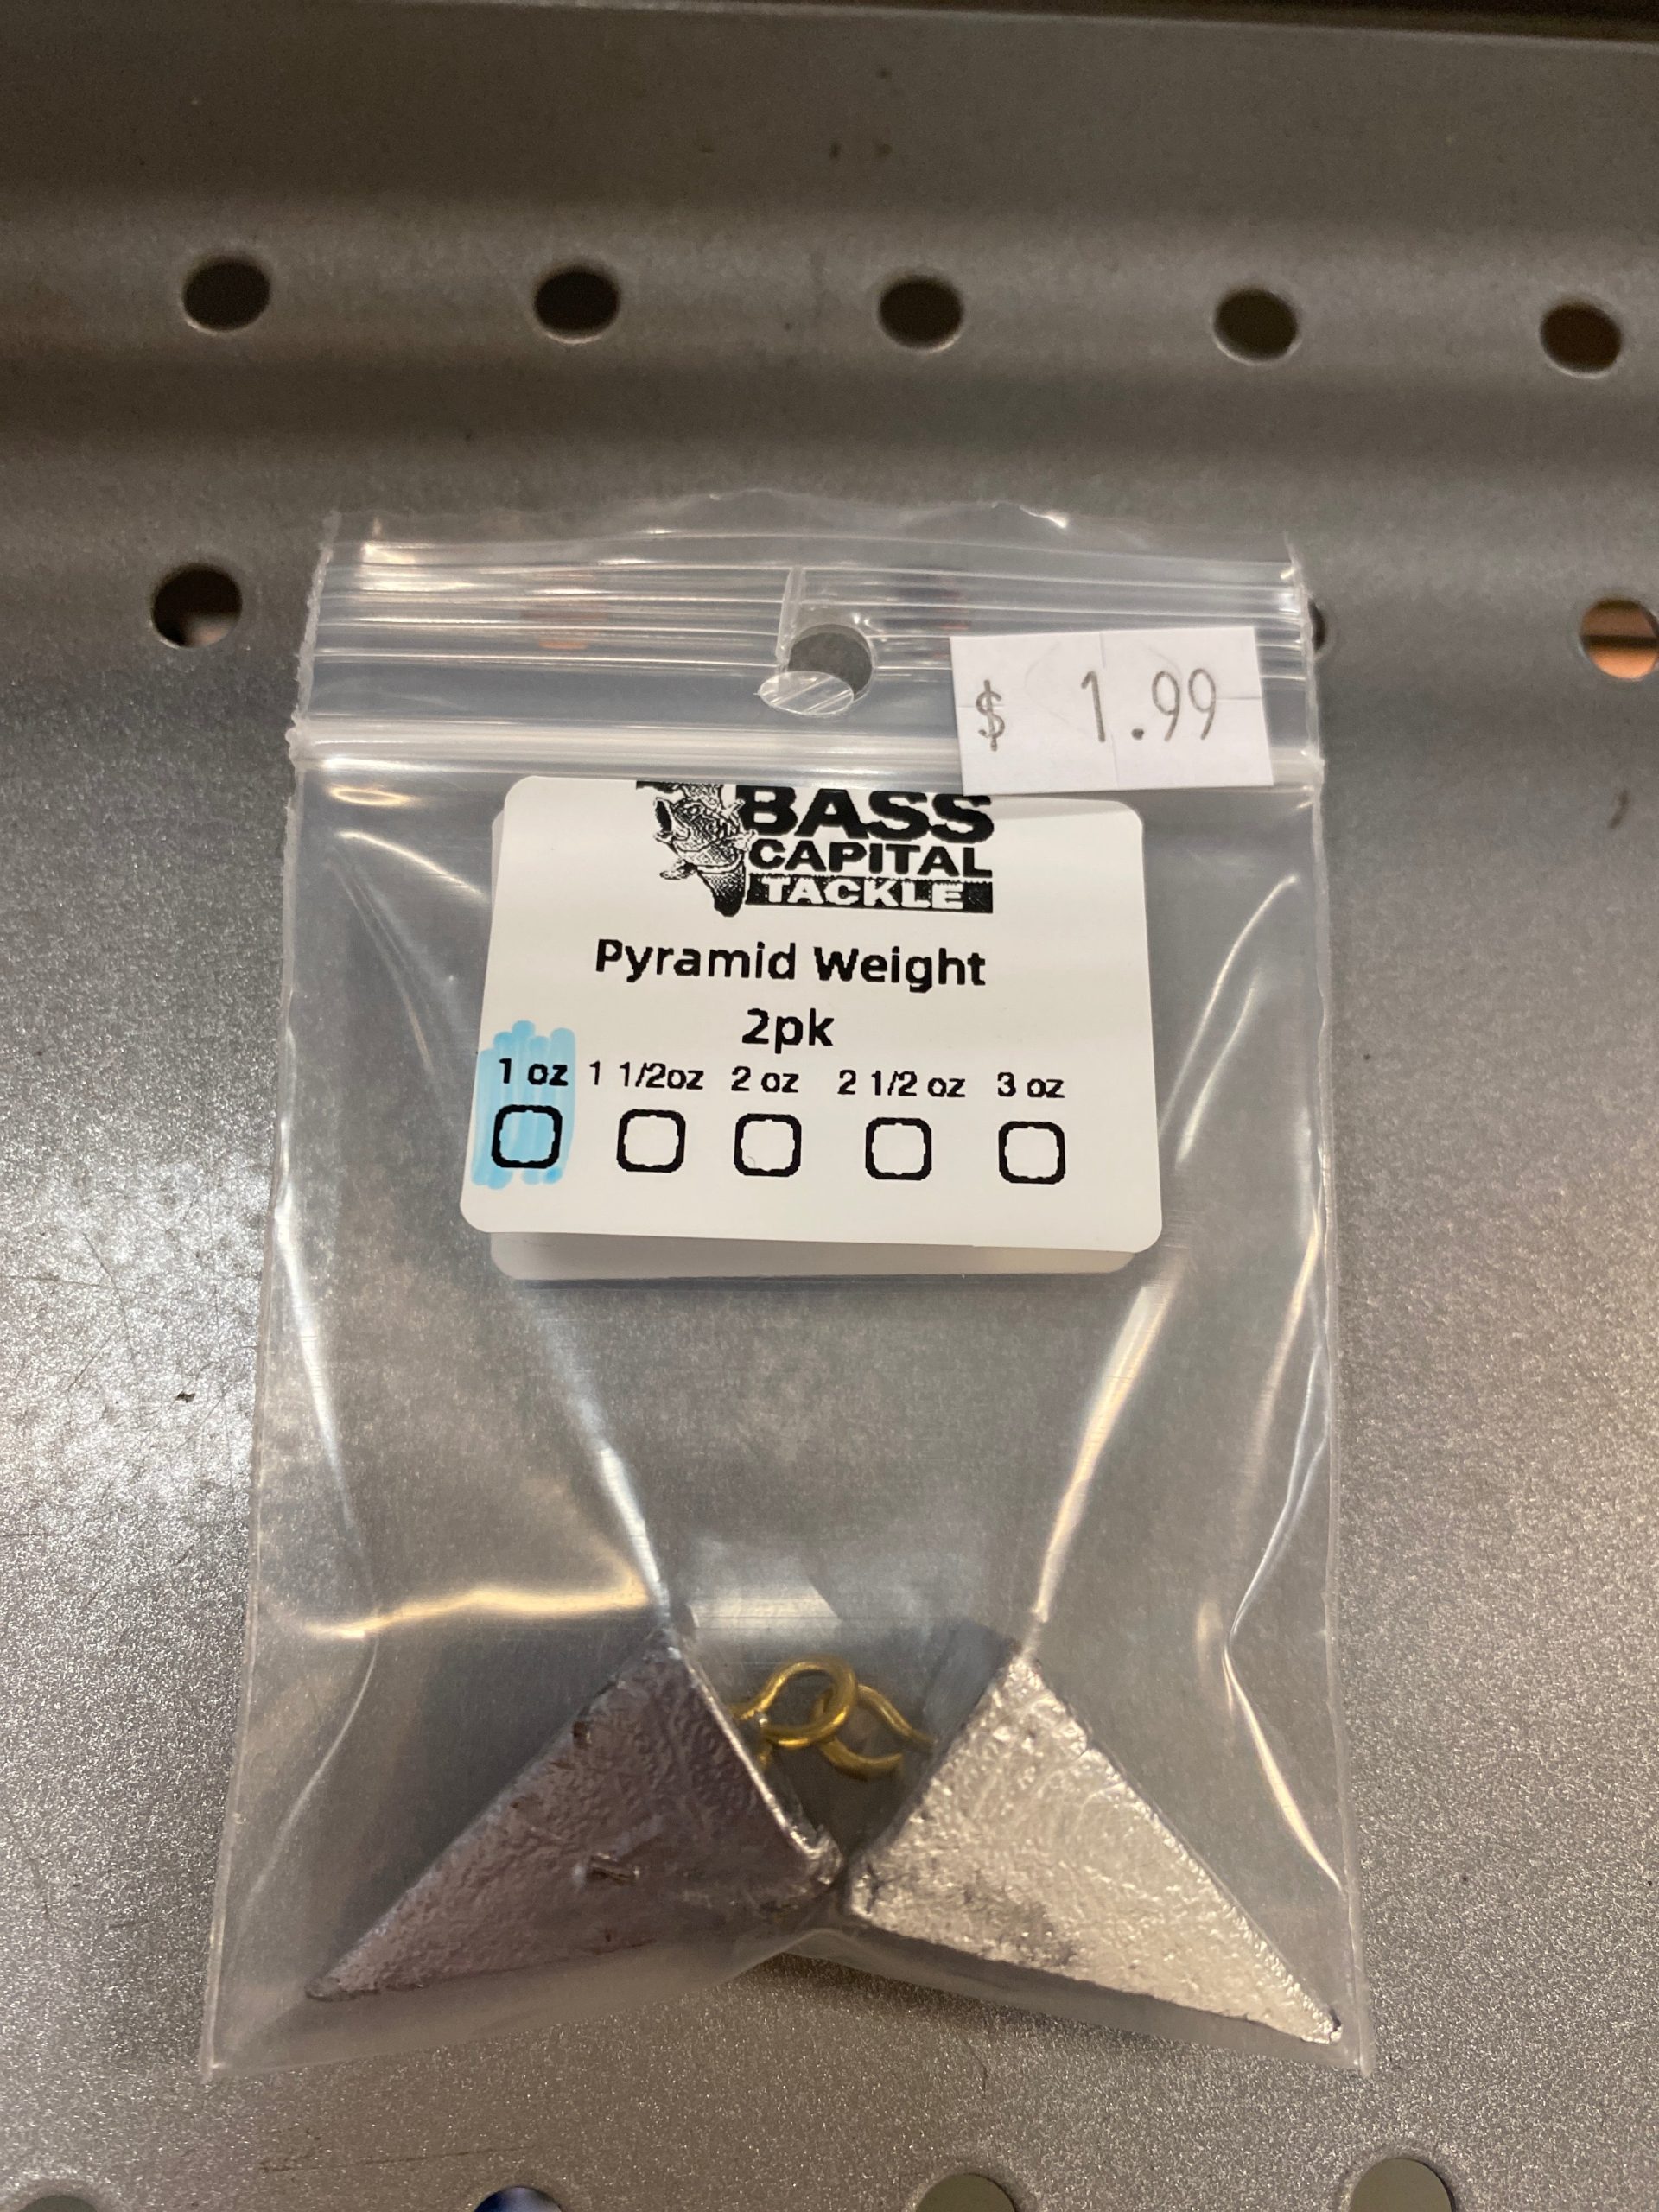 $ 1.99
BASS
CAPITAL
TACKLE
Pyramid Weight
2pk
1 oz 1 1/2oz 2 oz 2 1/2 oz 3 oz